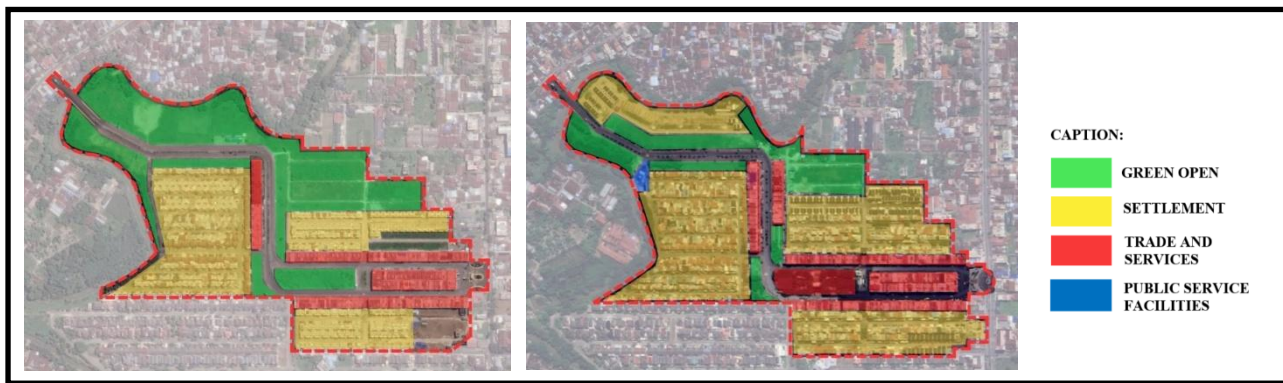 CAPTION:
GREEN OPEN
SETTLEMENT
TRADE AND
SERVICES
PUBLIC SERVICE
FACILITIES